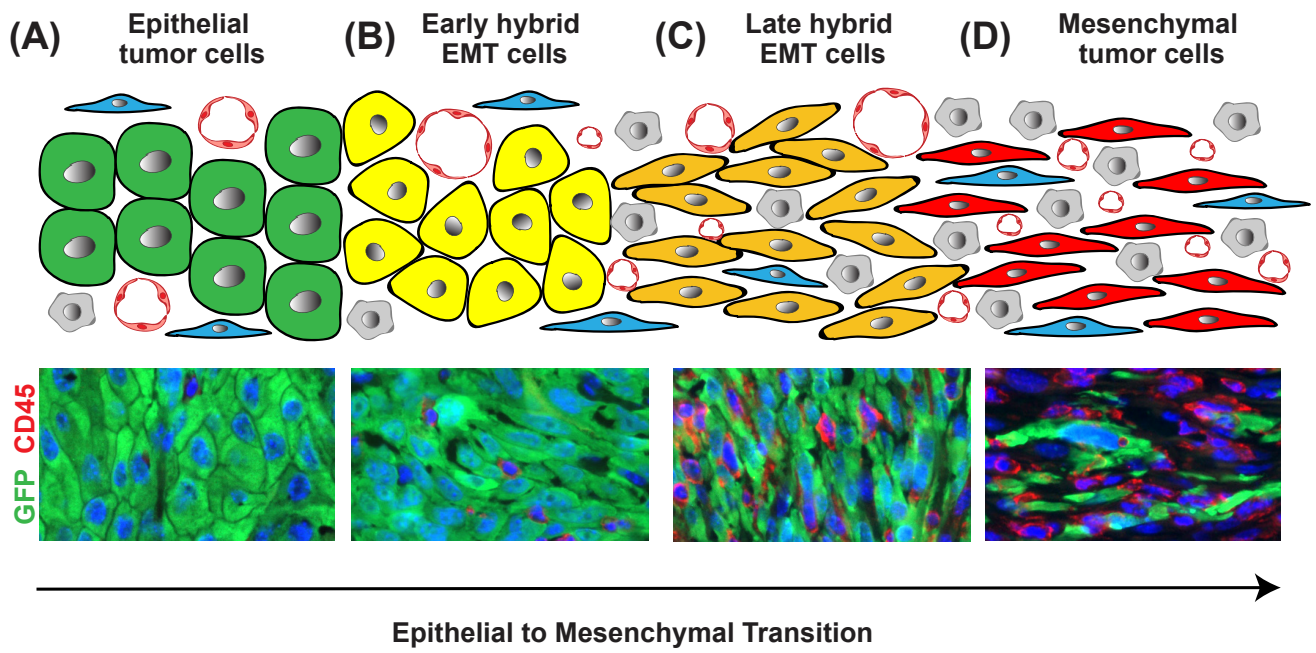 (A) Epithelial
tumor cells
(B) Early hybrid
EMT cells
(C) Late hybrid
EMT cells
(D) Mesenchymal
tumor cells
GFP CD45
Epithelial to Mesenchymal Transition